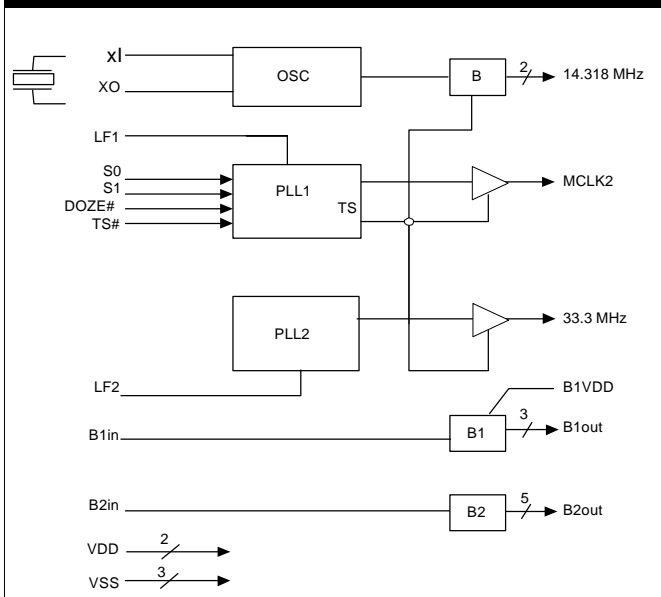 xI
OSC
B
2
14.318 MHz
XO
LF1
S0
S1
DOZE#
TS#
PLL1
TS
MCLK2
PLL2
33.3 MHz
LF2
B1VDD
B1in
B1
3
B1out
B2in
B2
5
B2out
VDD
2
VSS
3